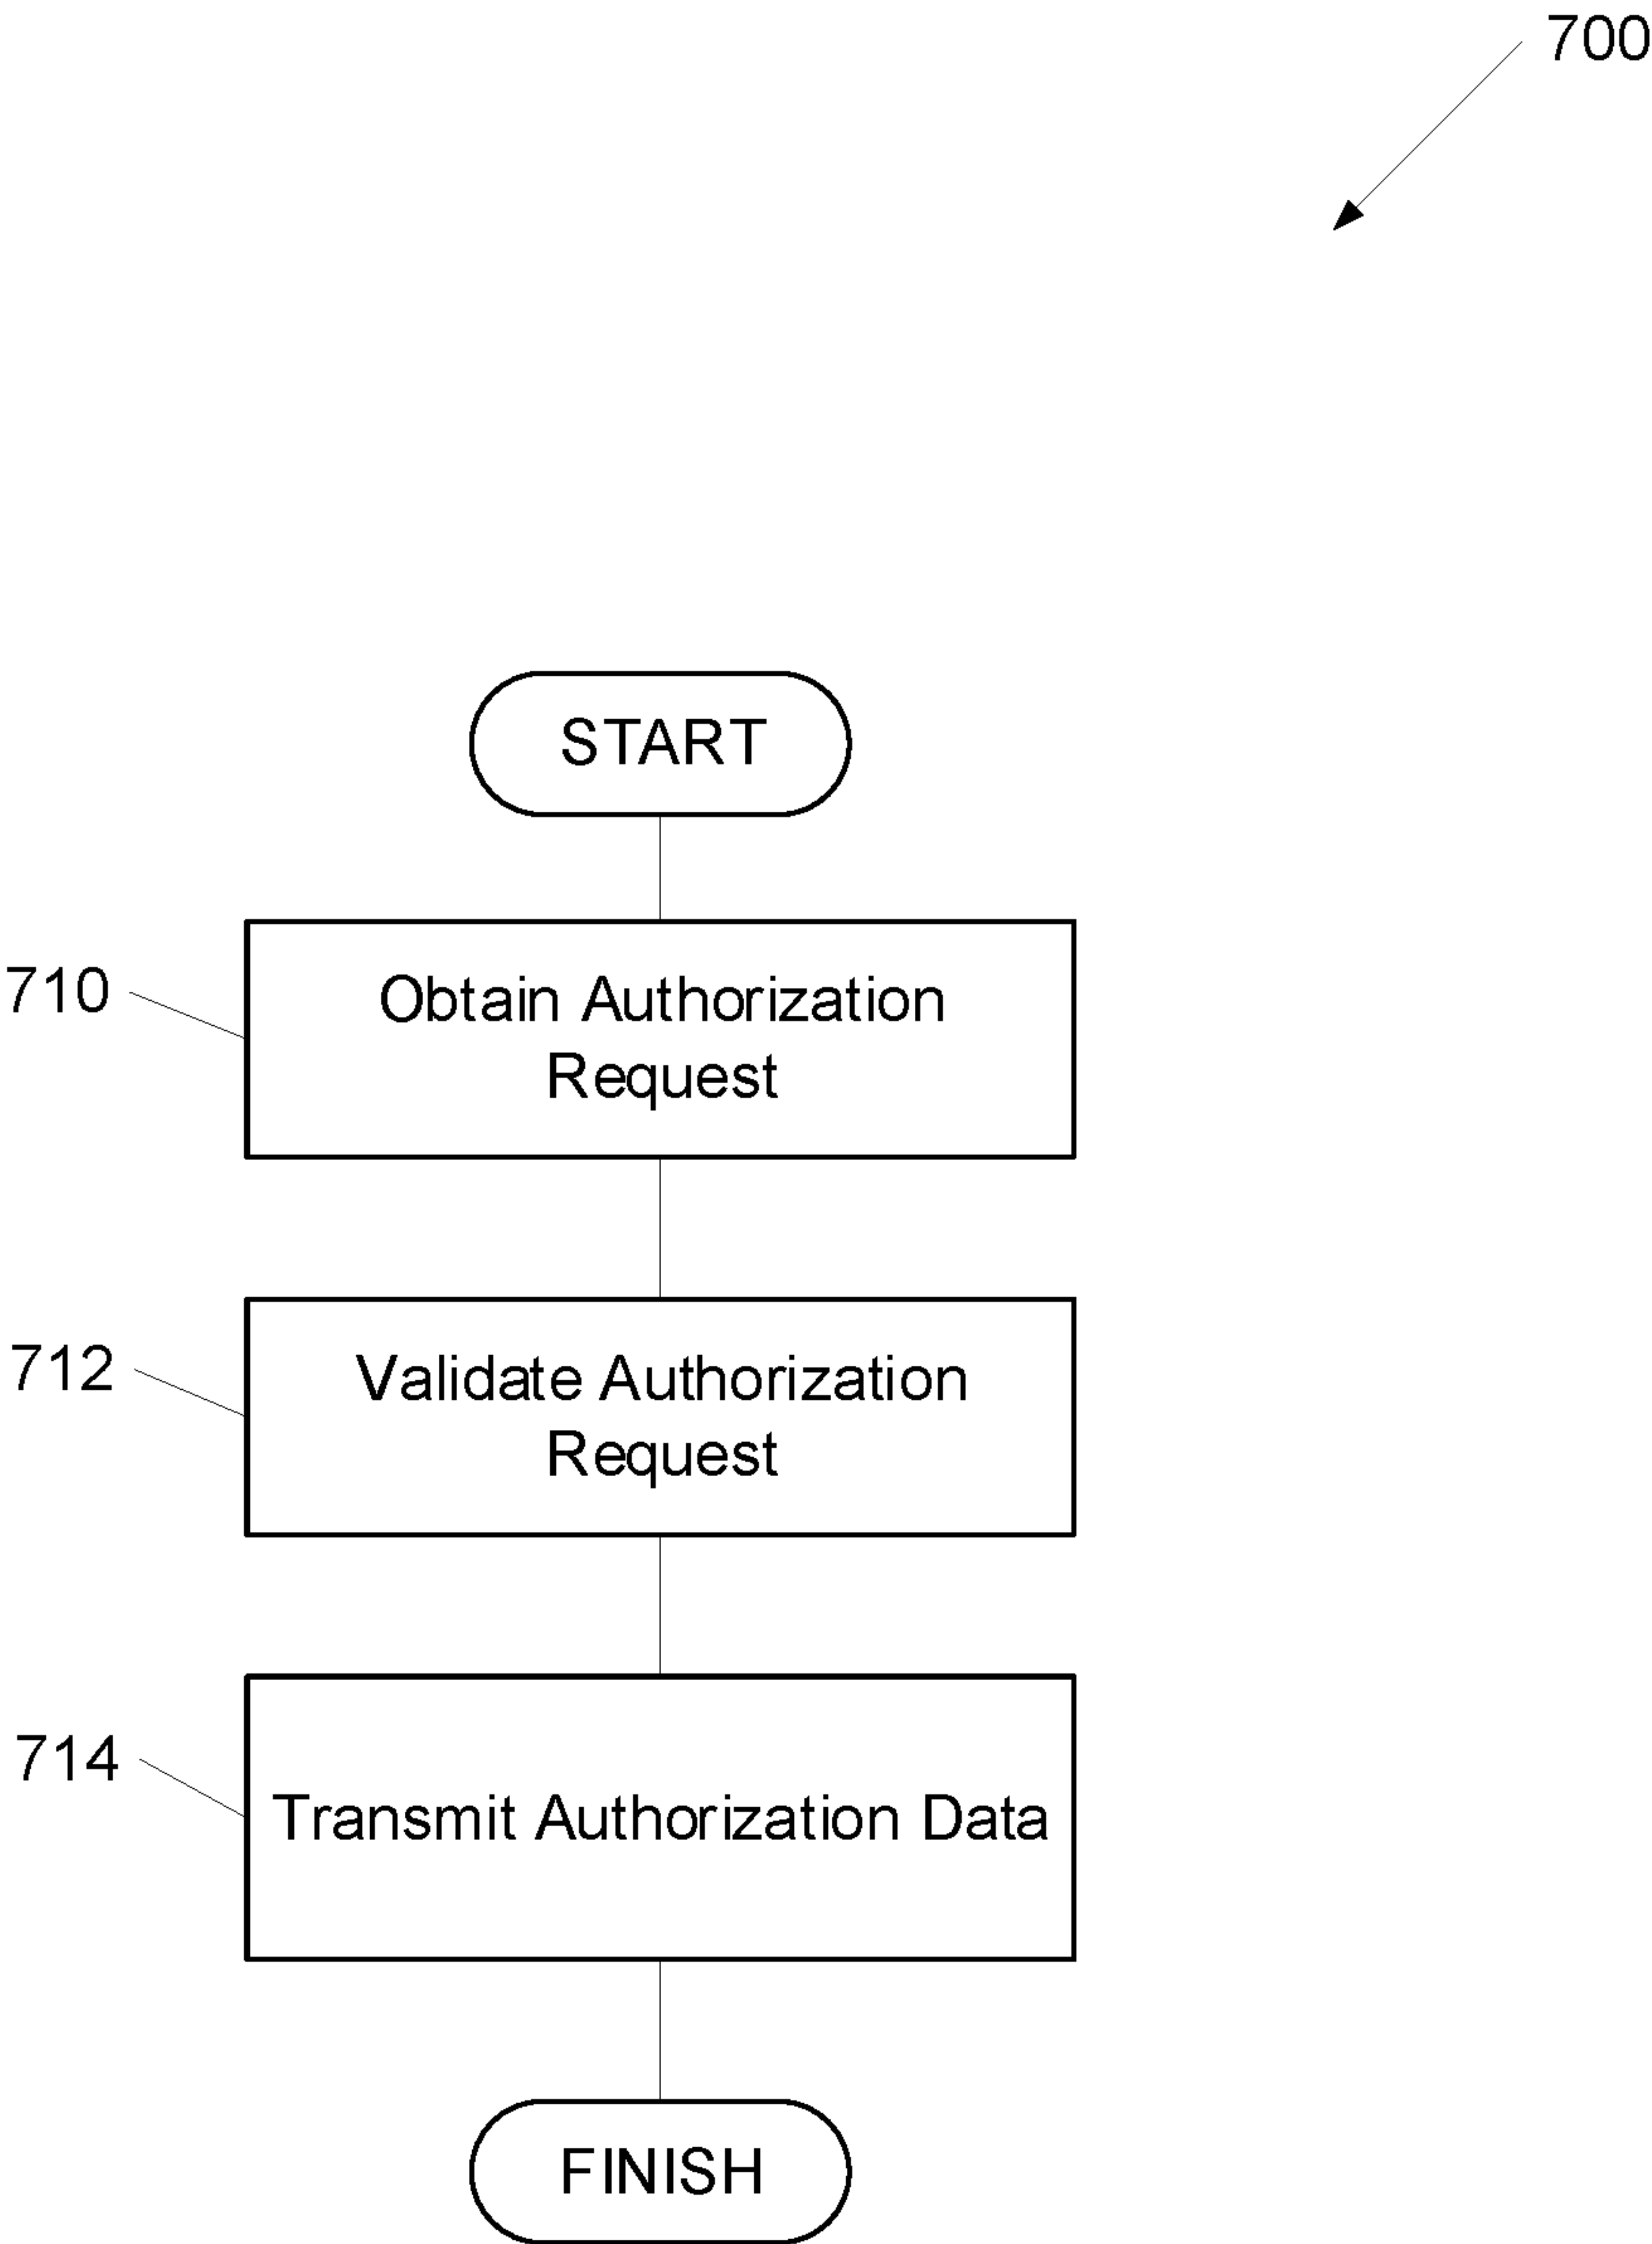 700
START
710
Obtain Authorization
Request
712
Validate Authorization
Request
714
Transmit Authorization Data
FINISH